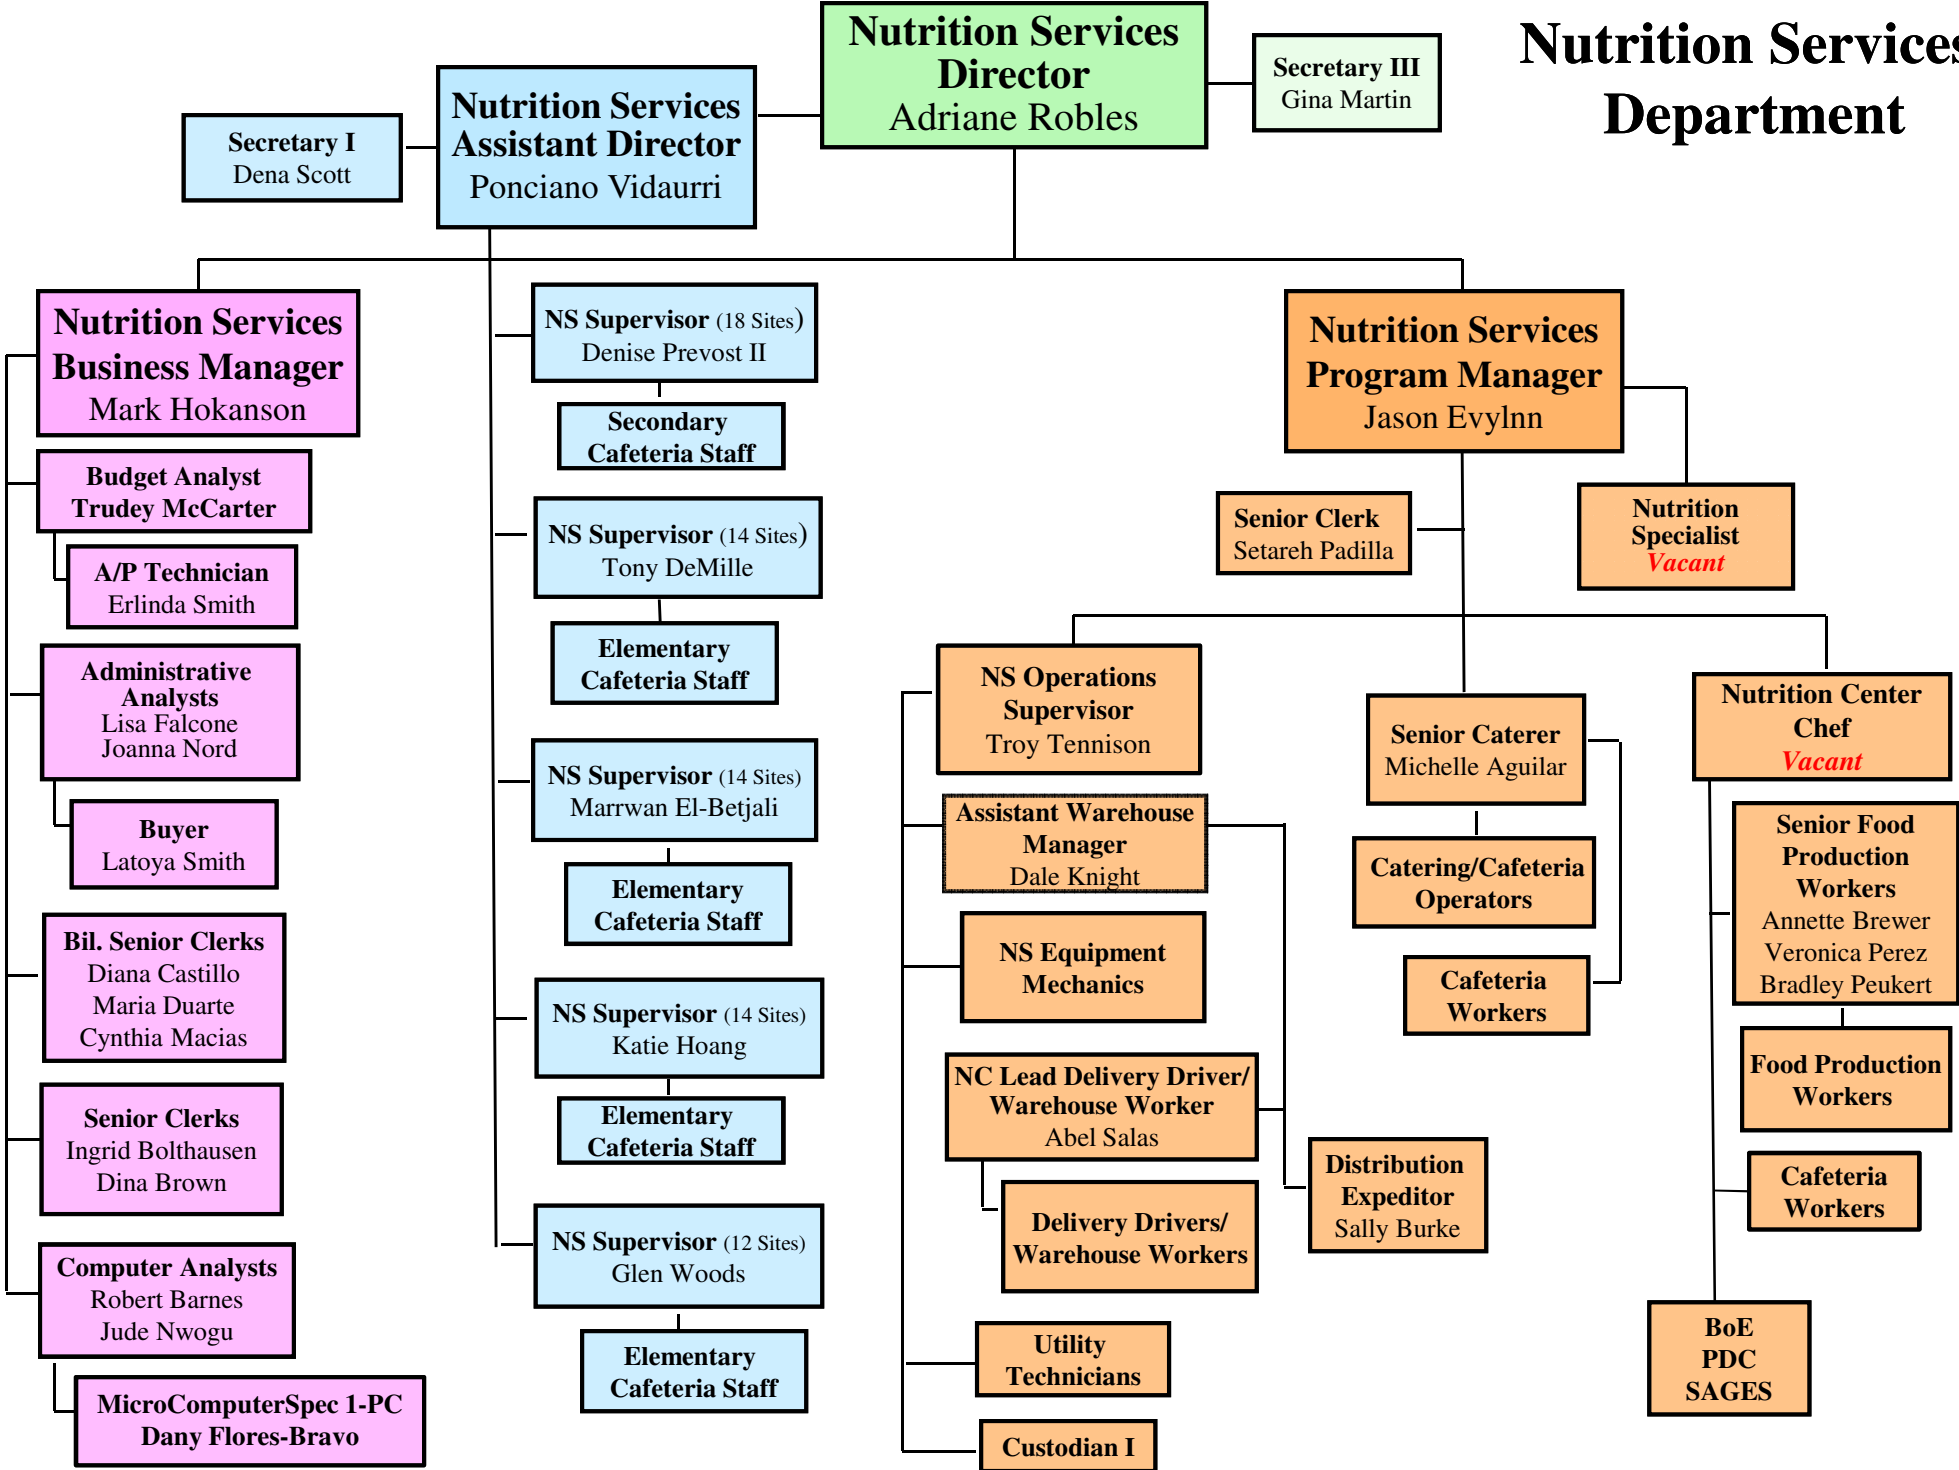 Nutrition Services
Department
Nutrition Services
Director
Adriane Robles
Secretary III
Gina Martin
Nutrition Services
Assistant Director
Ponciano Vidaurri
Secretary I
Dena Scott
Nutrition Services
Business Manager
Mark Hokanson
Budget Analyst
Trudey McCarter
A/P Technician
Erlinda Smith
Administrative
Analysts
Lisa Falcone
Joanna Nord
Buyer
Latoya Smith
Bil. Senior Clerks
Diana Castillo
Maria Duarte
Cynthia Macias
Senior Clerks
Ingrid Bolthausen
Dina Brown
Computer Analysts
Robert Barnes
Jude Nwogu
MicroComputerSpec 1-PC
Dany Flores-Bravo
NS Supervisor (18 Sites)
Denise Prevost II
Secondary
Cafeteria Staff
NS Supervisor (14 Sites)
Tony DeMille
Elementary
Cafeteria Staff
NS Supervisor (14 Sites)
Marrwan El-Betjali
Elementary
Cafeteria Staff
NS Supervisor (14 Sites)
Katie Hoang
Elementary
Cafeteria Staff
NS Supervisor (12 Sites)
Glen Woods
Elementary
Cafeteria Staff
Nutrition Services
Program Manager
Jason Evylnn
Senior Clerk
Setareh Padilla
Nutrition
Specialist
Vacant
NS Operations
Supervisor
Troy Tennison
Assistant Warehouse
Manager
Dale Knight
NS Equipment
Mechanics
NC Lead Delivery Driver/
Warehouse Worker
Abel Salas
Delivery Drivers/
Warehouse Workers
Distribution
Expeditor
Sally Burke
Utility
Technicians
Custodian I
Senior Caterer
Michelle Aguilar
Catering/Cafeteria
Operators
Cafeteria
Workers
Nutrition Center
Chef
Vacant
Senior Food
Production
Workers
Annette Brewer
Veronica Perez
Bradley Peukert
Food Production
Workers
Cafeteria
Workers
BoE
PDC
SAGES